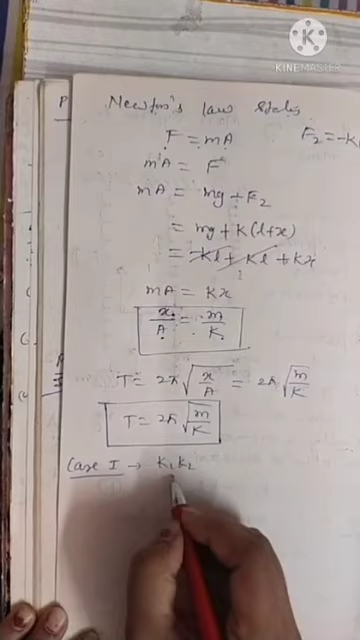 KINEMASTER
Newton's law states
F = mA F₂ = -K
mA = F
mA = mg + F₂
= mg + K(l+x)
= -Kl + Kl + Kx
mA = Kx
x/A = m/K
T = 2π√(x/A) = 2π√(m/K)
T = 2π√(m/K)
Case I → K₁K₂